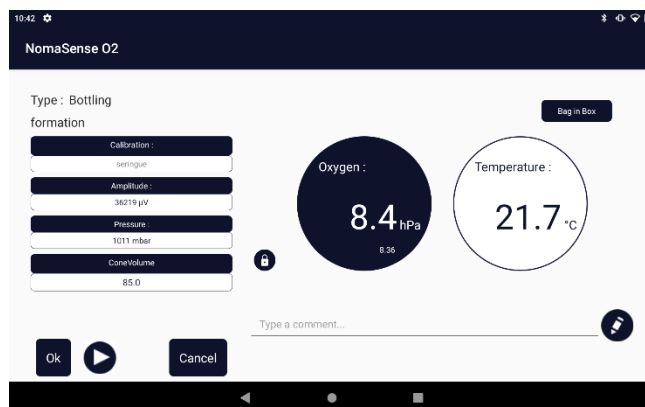 10:42
NomaSense O2
Type : Bottling
formation
Bag in Box
Calibration :
seringue
Amplitude :
36219 µV
Pressure :
1011 mbar
ConeVolume
85.0
Oxygen :
8.4 hPa
8.36
Temperature :
21.7 °C
Type a comment...
Ok
Cancel